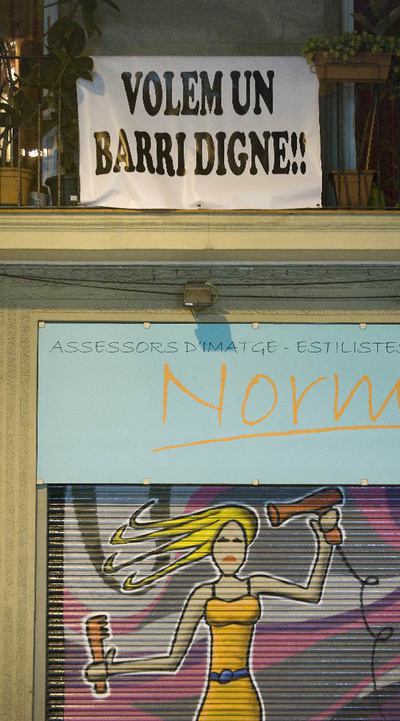 VOLEM UN
BARRI DIGNE!!
ASSESSORS D'IMATGE - ESTILISTES
Norm